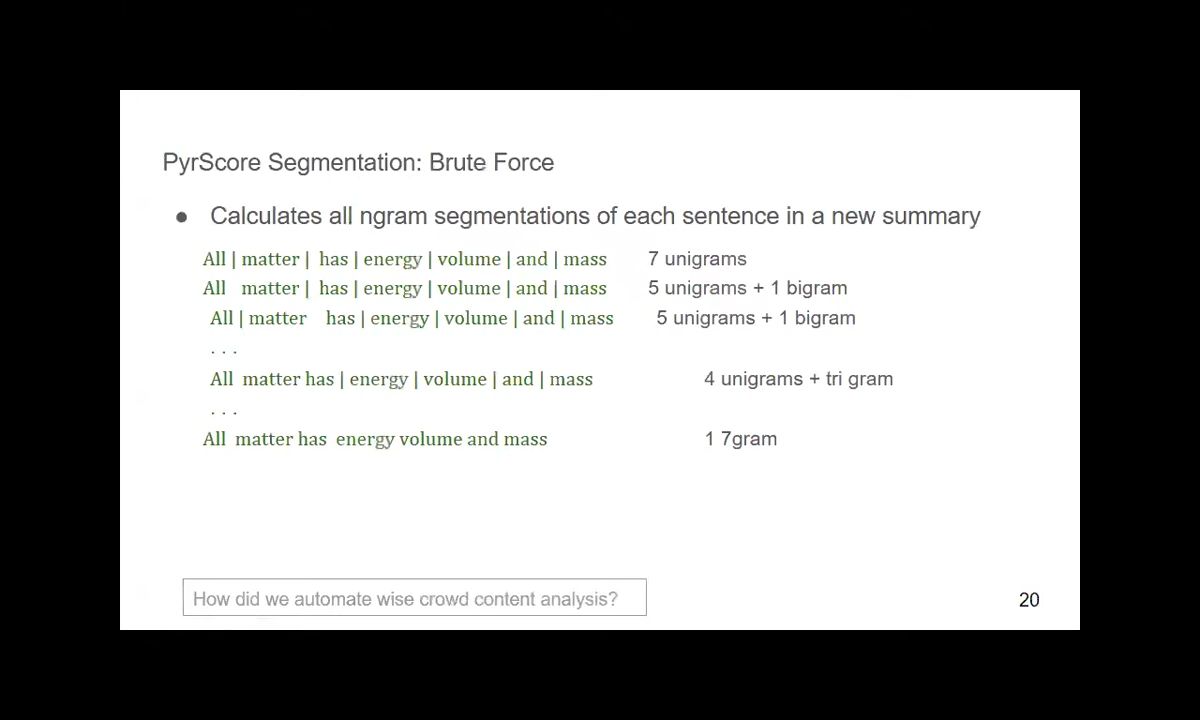 PyrScore Segmentation: Brute Force
● Calculates all ngram segmentations of each sentence in a new summary
All | matter | has | energy | volume | and | mass 7 unigrams
All matter | has | energy | volume | and | mass 5 unigrams + 1 bigram
All | matter has | energy | volume | and | mass 5 unigrams + 1 bigram
. . .
All matter has | energy | volume | and | mass 4 unigrams + tri gram
. . .
All matter has energy volume and mass 1 7gram
How did we automate wise crowd content analysis?
20